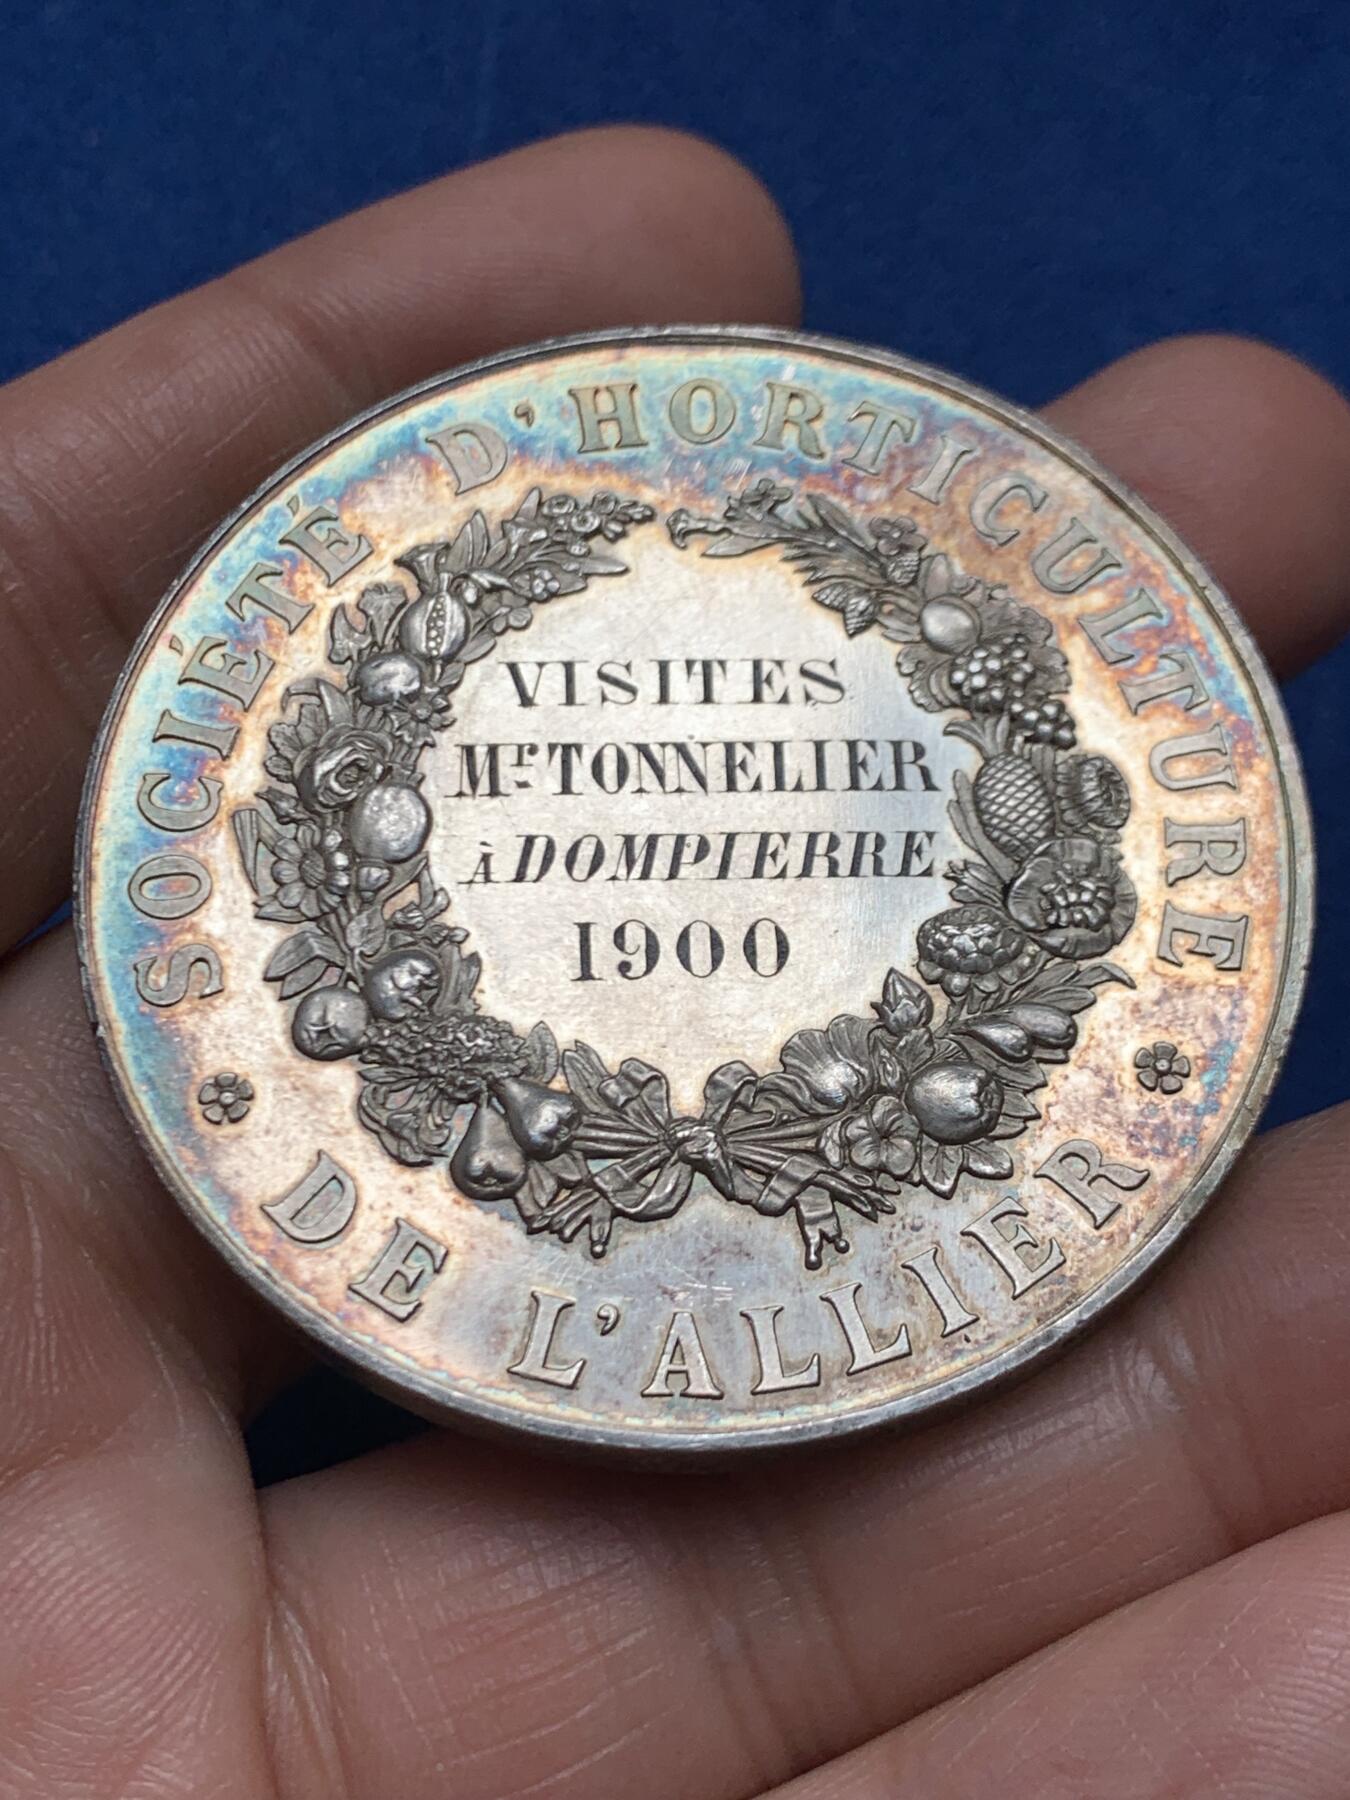 SOCIÉTÉ D'HORTICULTURE
DE L'ALLIER
VISITES
Mr TONNELIER
À DOMPIERRE
1900